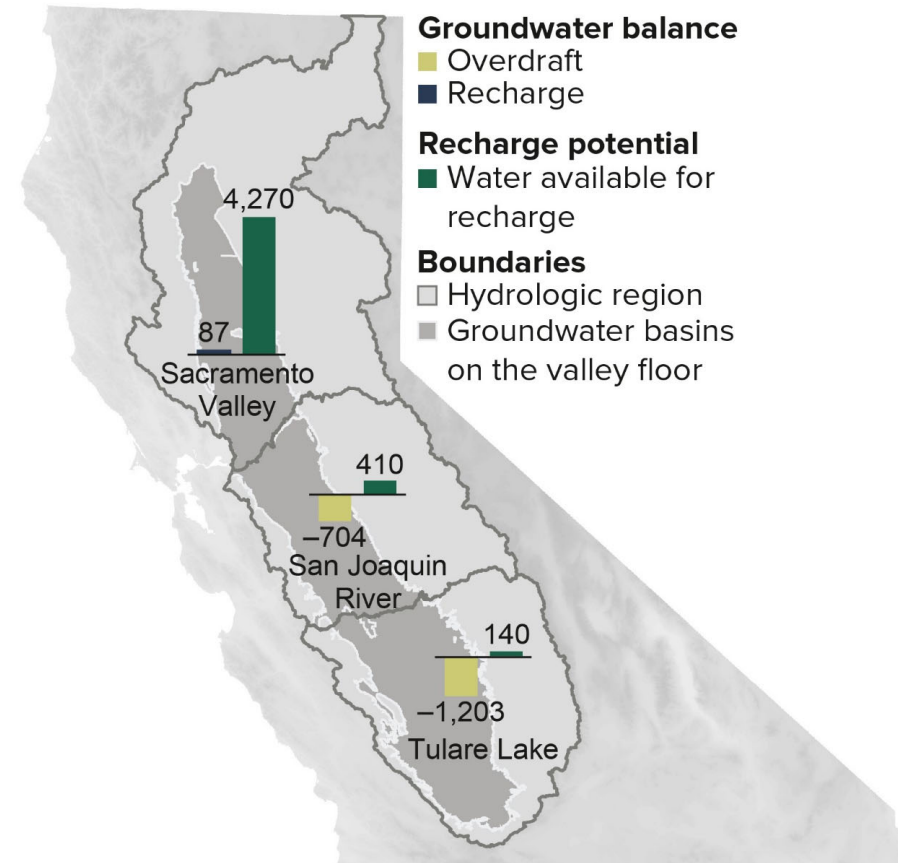 Groundwater balance
Overdraft
Recharge
Recharge potential
Water available for
recharge
Boundaries
Hydrologic region
Groundwater basins
on the valley floor
4,270
87
Sacramento
Valley
410
–704
San Joaquin
River
140
–1,203
Tulare Lake